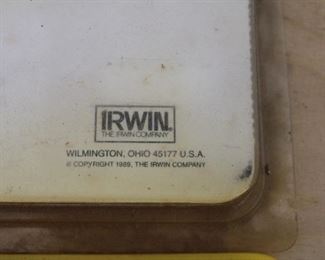 IRWIN®
THE IRWIN COMPANY
WILMINGTON, OHIO 45177 U.S.A.
© COPYRIGHT 1989, THE IRWIN COMPANY